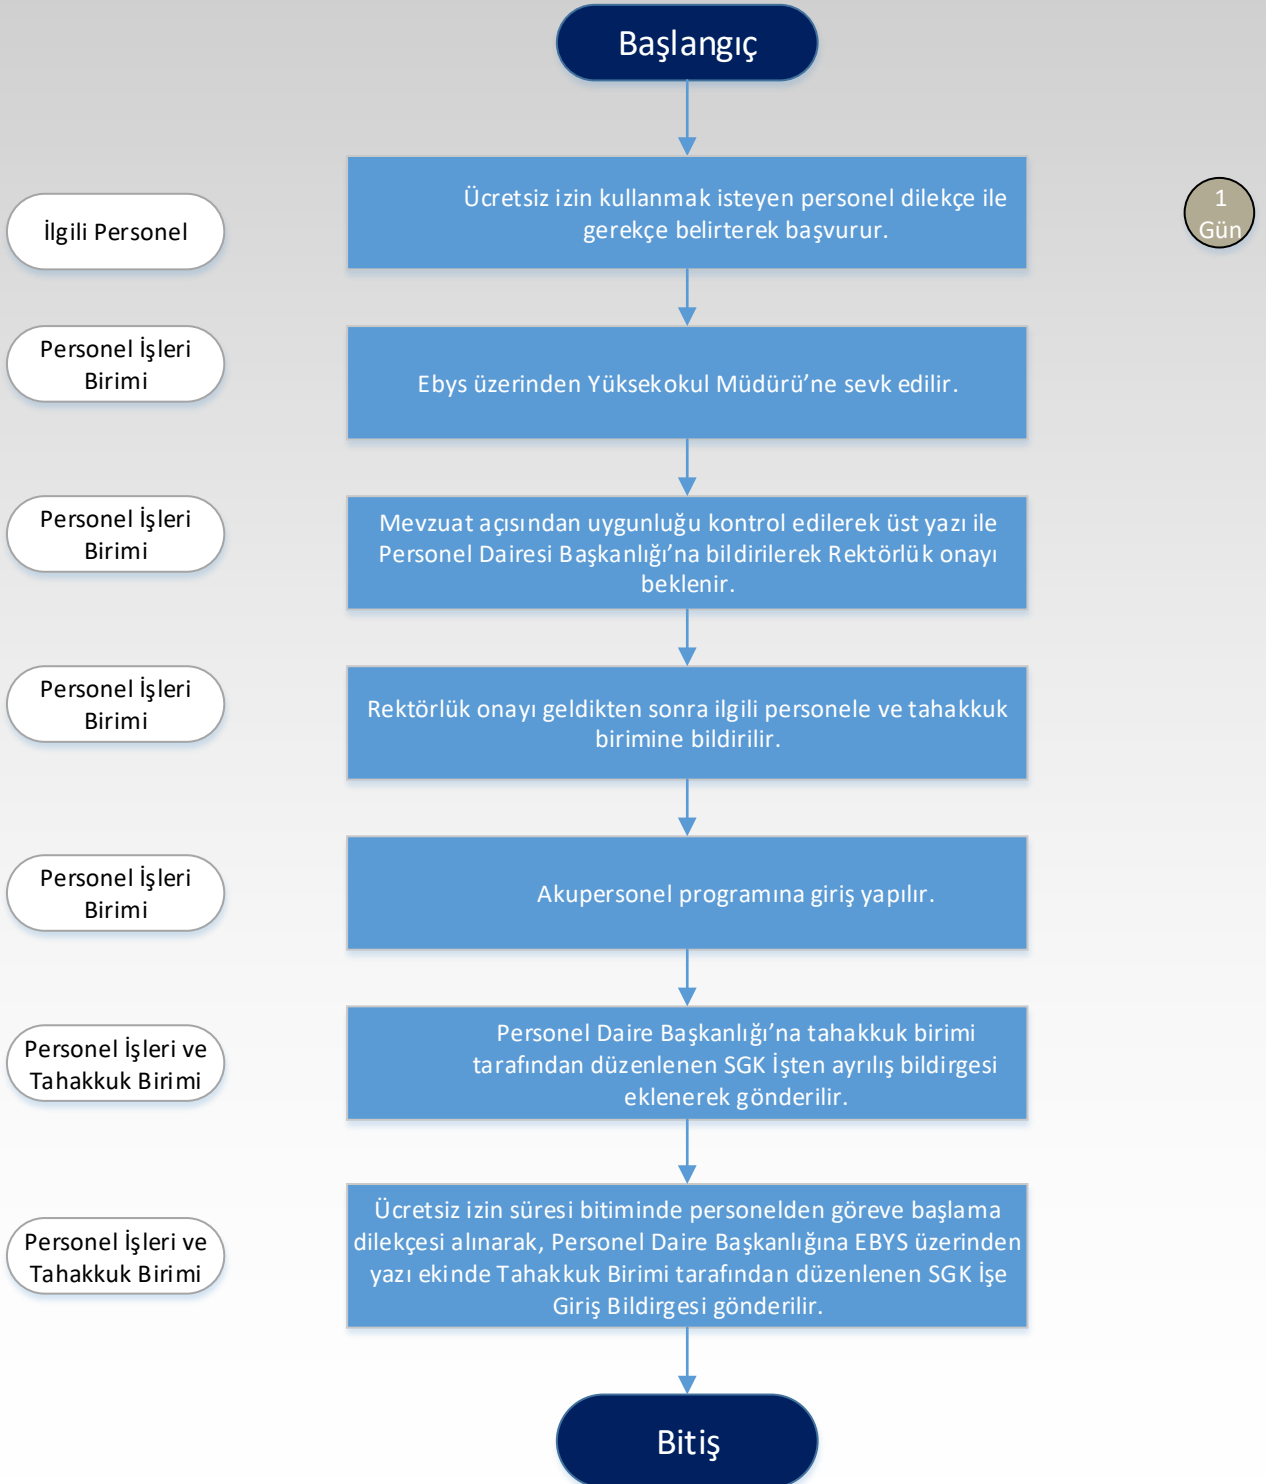 Başlangıç
İlgili Personel
Ücretsiz izin kullanmak isteyen personel dilekçe ile
gerekçe belirterek başvurur.
1
Gün
Personel İşleri
Birimi
Ebys üzerinden Yüksekokul Müdürü’ne sevk edilir.
Personel İşleri
Birimi
Mevzuat açısından uygunluğu kontrol edilerek üst yazı ile
Personel Dairesi Başkanlığı’na bildirilerek Rektörlük onayı
beklenir.
Personel İşleri
Birimi
Rektörlük onayı geldikten sonra ilgili personele ve tahakkuk
birimine bildirilir.
Personel İşleri
Birimi
Akupersonel programına giriş yapılır.
Personel İşleri ve
Tahakkuk Birimi
Personel Daire Başkanlığı’na tahakkuk birimi
tarafından düzenlenen SGK İşten ayrılış bildirgesi
eklenerek gönderilir.
Personel İşleri ve
Tahakkuk Birimi
Ücretsiz izin süresi bitiminde personelden göreve başlama
dilekçesi alınarak, Personel Daire Başkanlığına EBYS üzerinden
yazı ekinde Tahakkuk Birimi tarafından düzenlenen SGK İşe
Giriş Bildirgesi gönderilir.
Bitiş